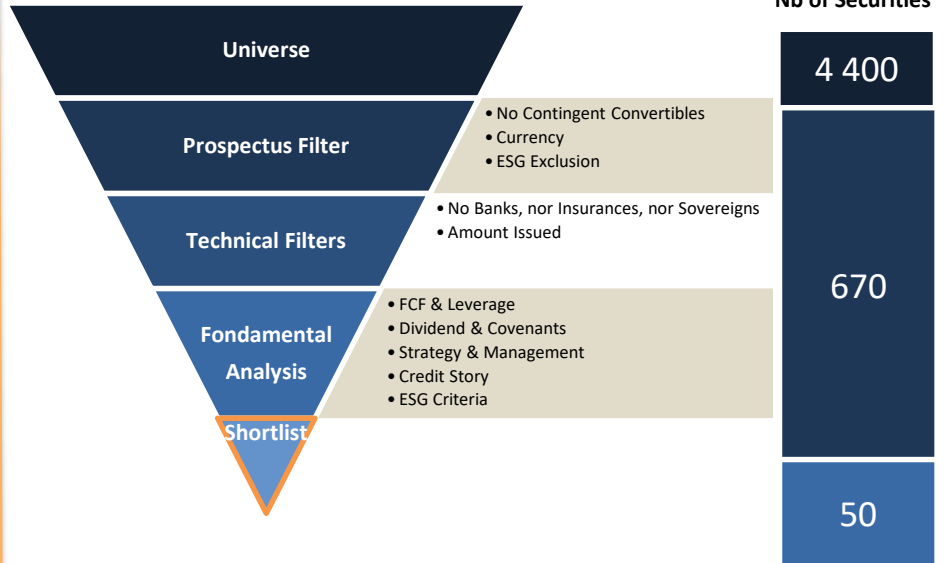 Nb of Securities
Universe
4 400
Prospectus Filter
• No Contingent Convertibles
• Currency
• ESG Exclusion
Technical Filters
• No Banks, nor Insurances, nor Sovereigns
• Amount Issued
670
Fondamental
Analysis
• FCF & Leverage
• Dividend & Covenants
• Strategy & Management
• Credit Story
• ESG Criteria
Shortlist
50